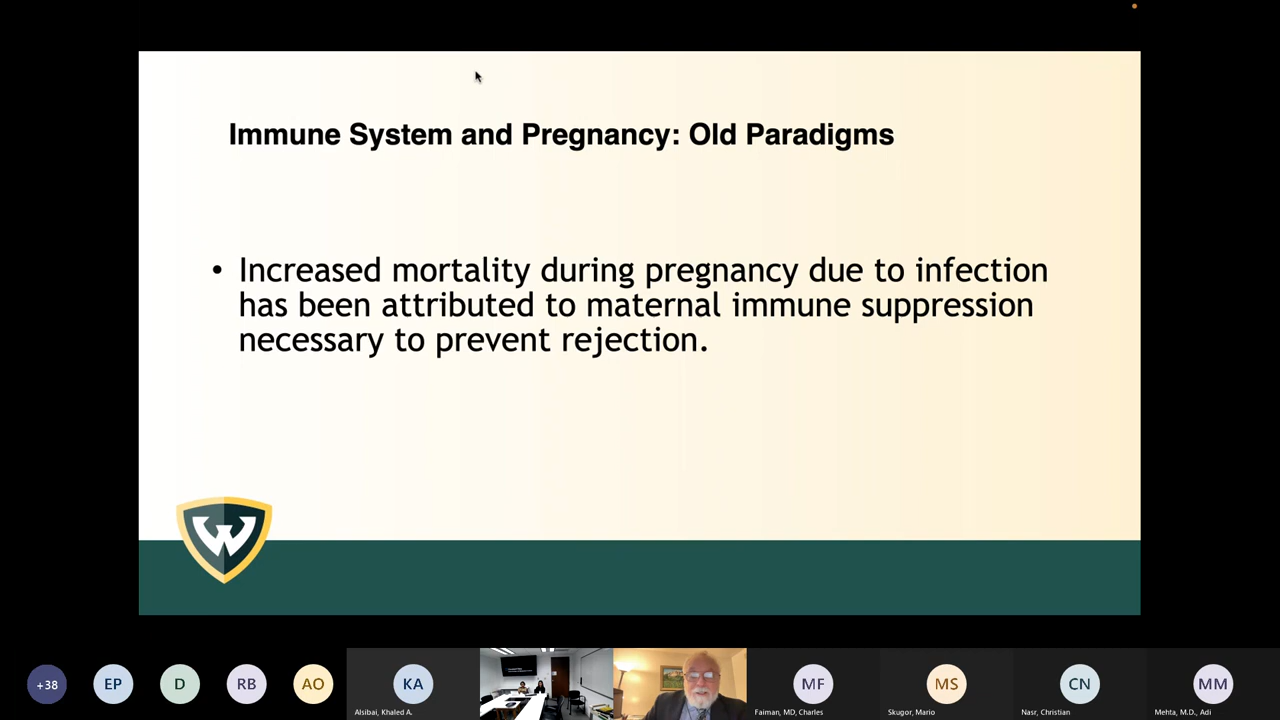 Immune System and Pregnancy: Old Paradigms
• Increased mortality during pregnancy due to infection
has been attributed to maternal immune suppression
necessary to prevent rejection.
W
+38
EP
D
RB
AO
KA
MF
MS
CN
MM
Alsibai, Khaled A.
Faiman, MD, Charles
Skugor, Mario
Nasr, Christian
Mehta, M.D., Adi